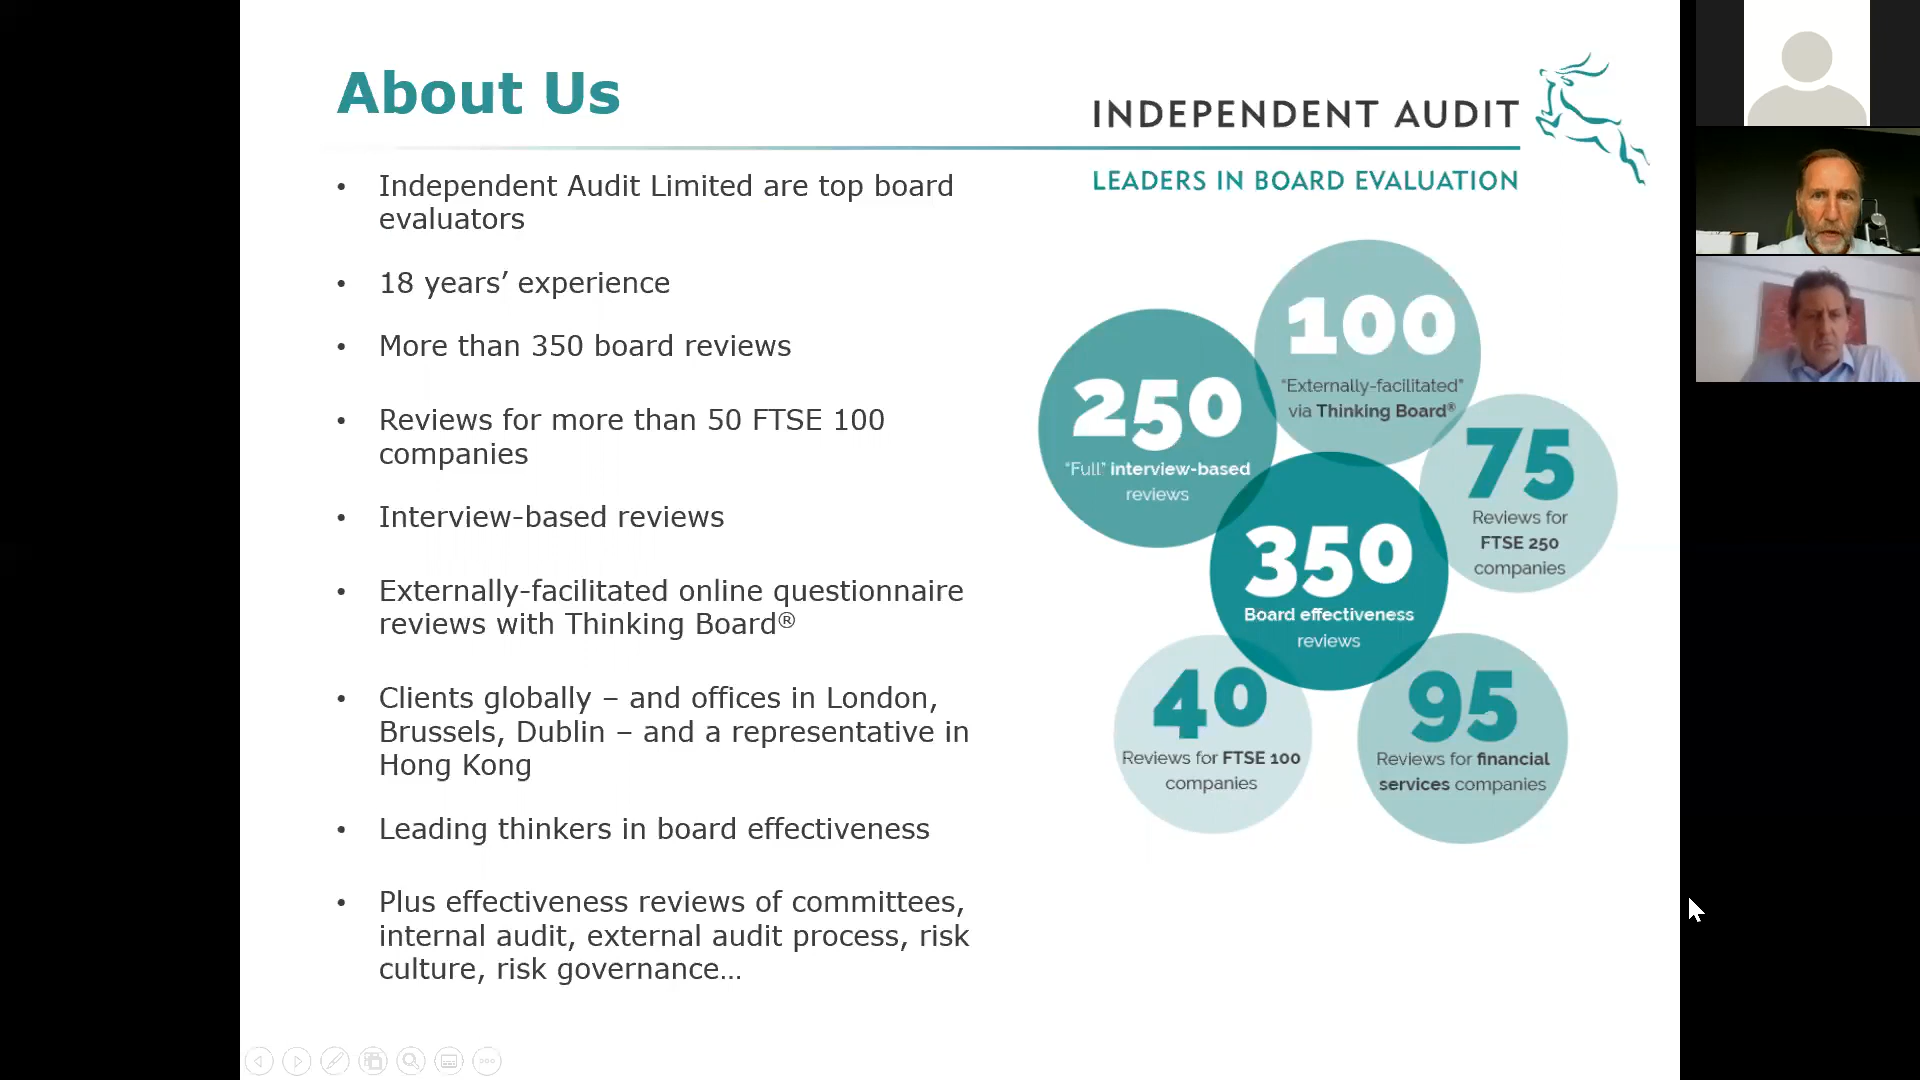 About Us
INDEPENDENT AUDIT
LEADERS IN BOARD EVALUATION
• Independent Audit Limited are top board
evaluators
• 18 years’ experience
• More than 350 board reviews
• Reviews for more than 50 FTSE 100
companies
• Interview-based reviews
• Externally-facilitated online questionnaire
reviews with Thinking Board®
• Clients globally – and offices in London,
Brussels, Dublin – and a representative in
Hong Kong
• Leading thinkers in board effectiveness
• Plus effectiveness reviews of committees,
internal audit, external audit process, risk
culture, risk governance…
100
“Externally-facilitated”
via Thinking Board®
250
“Full” interview-based
reviews
75
Reviews for
FTSE 250
companies
350
Board effectiveness
reviews
40
Reviews for FTSE 100
companies
95
Reviews for financial
services companies